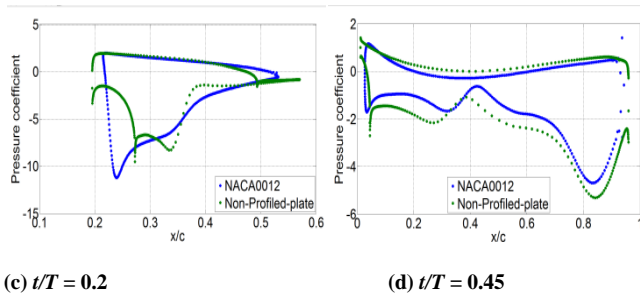 5
0
-5
-10
-15
Pressure coefficient
0.1 0.2 0.3 0.4 0.5 0.6
x/c
NACA0012
Non-Profiled-plate
(c) t/T = 0.2
2
0
-2
-4
-6
Pressure coefficient
0 0.2 0.4 0.6 0.8 1
x/c
NACA0012
Non-Profiled-plate
(d) t/T = 0.45